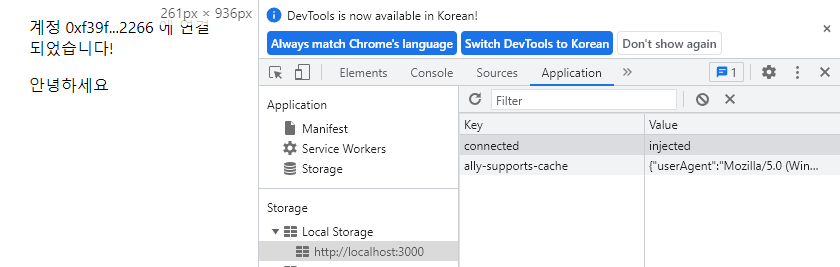 261px × 936px
계정 0xf39f...2266 에 연결
되었습니다!
안녕하세요
DevTools is now available in Korean!
Always match Chrome's language
Switch DevTools to Korean
Don't show again
Elements
Console
Sources
Application
1
Application
Manifest
Service Workers
Storage
Storage
Local Storage
http://localhost:3000
Filter
Key Value
connected injected
ally-supports-cache {"userAgent":"Mozilla/5.0 (Win...